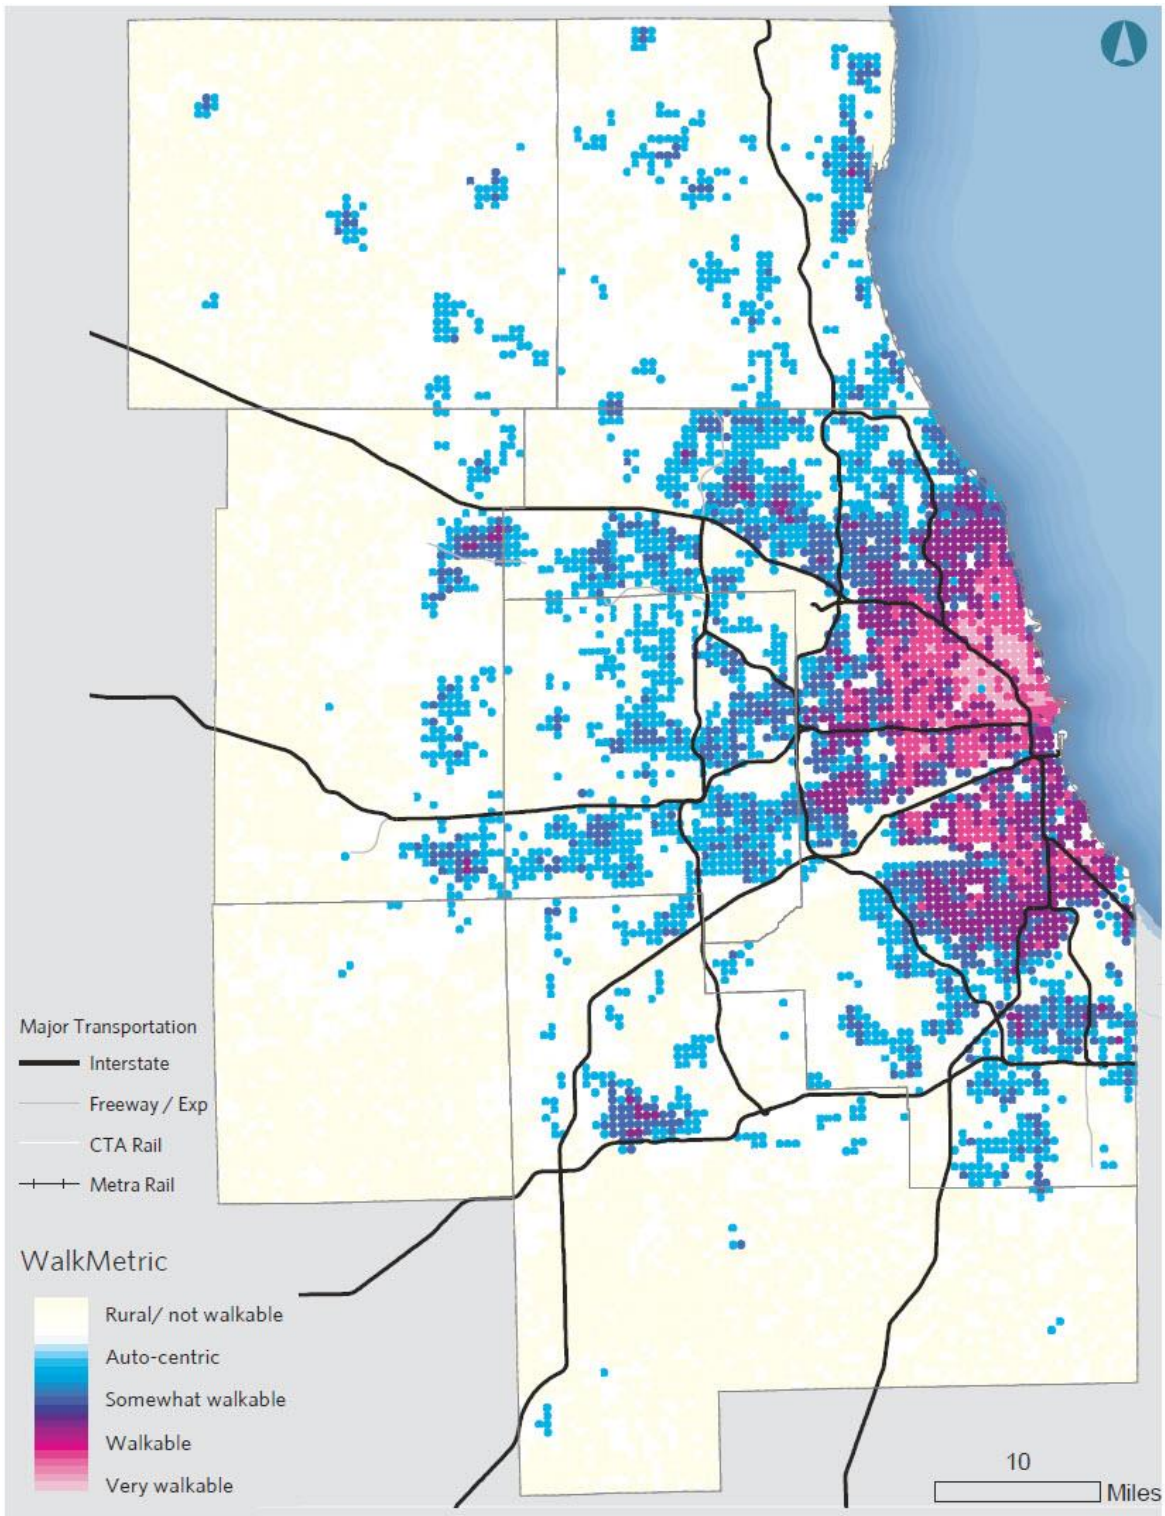 Major Transportation
Interstate
Freeway / Exp
CTA Rail
Metra Rail
WalkMetric
Rural/ not walkable
Auto-centric
Somewhat walkable
Walkable
Very walkable
10
Miles